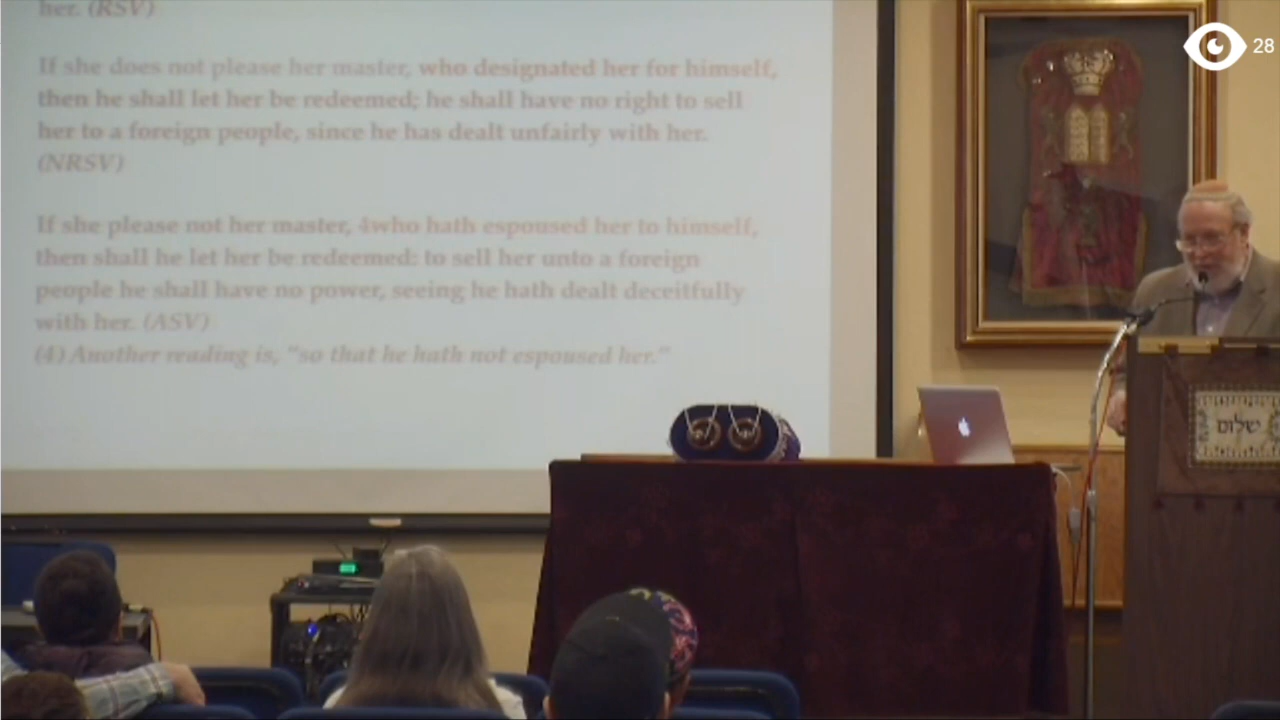 her. (RSV)
If she does not please her master, who designated her for himself,
then he shall let her be redeemed; he shall have no right to sell
her to a foreign people, since he has dealt unfairly with her.
(NRSV)
If she please not her master, 4who hath espoused her to himself,
then shall he let her be redeemed: to sell her unto a foreign
people he shall have no power, seeing he hath dealt deceitfully
with her. (ASV)
(4) Another reading is, "so that he hath not espoused her."
28
שלום